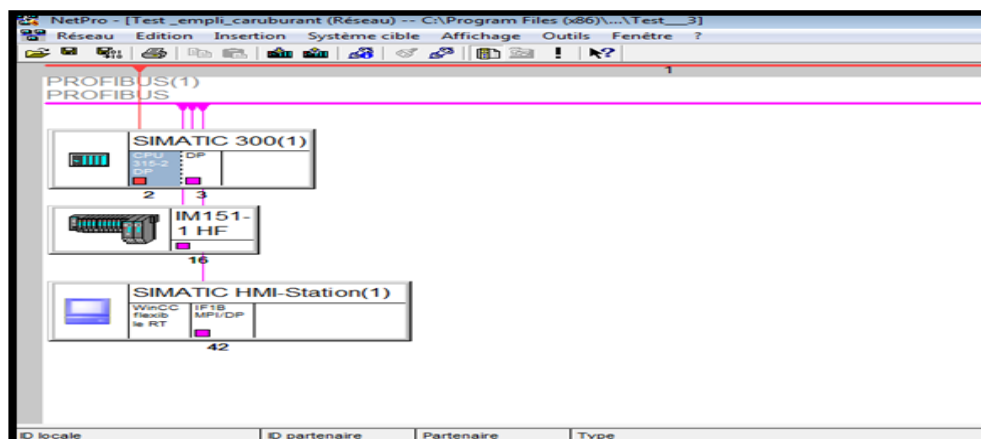 NetPro - [Test _empli_caruburant (Réseau) -- C:\Program Files (x86)\...\Test___3]
Réseau Edition Insertion Système cible Affichage Outils Fenêtre ?
1
PROFIBUS(1)
PROFIBUS
SIMATIC 300(1)
CPU 315-2 DP
DP
2 3
IM151-1 HF
16
SIMATIC HMI-Station(1)
WinCC flexible RT
IF1B MPI/DP
42
ID locale ID partenaire Partenaire Type